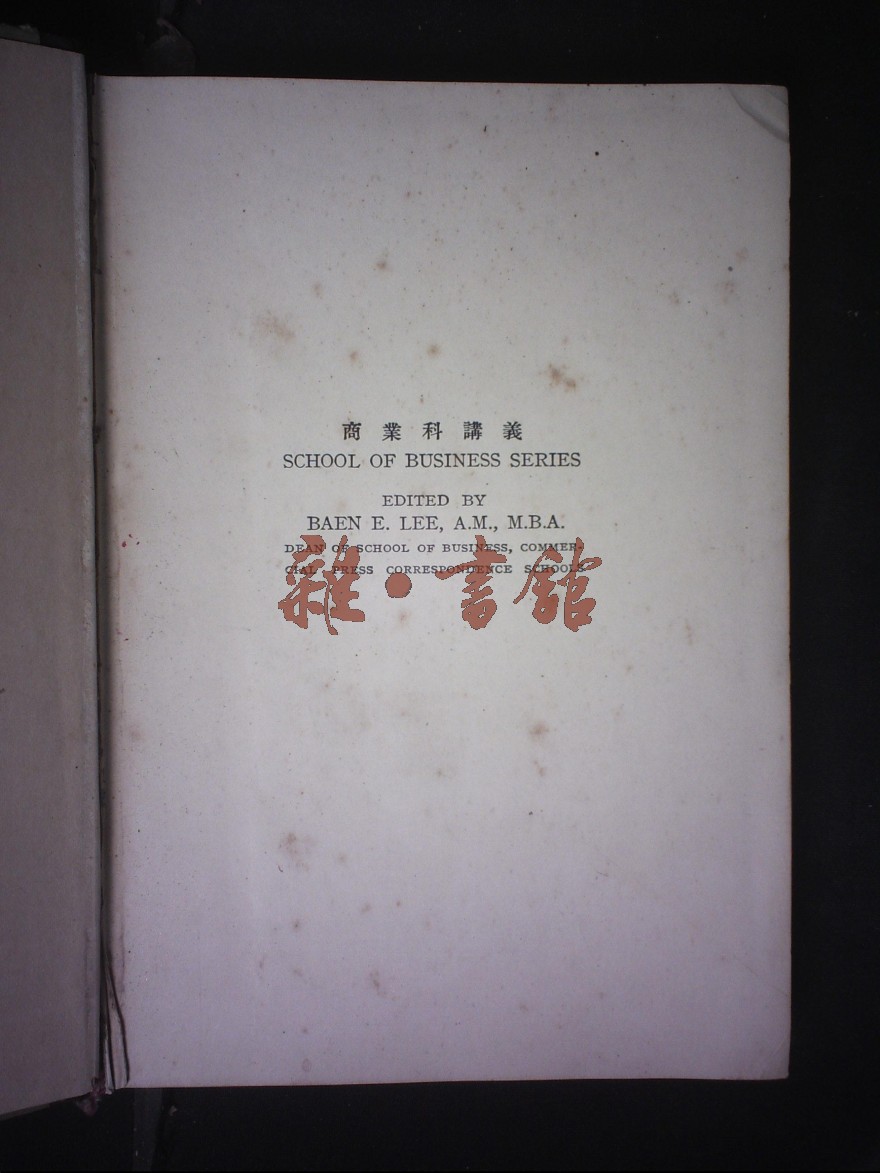 商業科講義
SCHOOL OF BUSINESS SERIES
EDITED BY
BAEN E. LEE, A.M., M.B.A.
DEAN OF SCHOOL OF BUSINESS, COMMER-
CIAL PRESS CORRESPONDENCE SCHOOLS
雜·書館